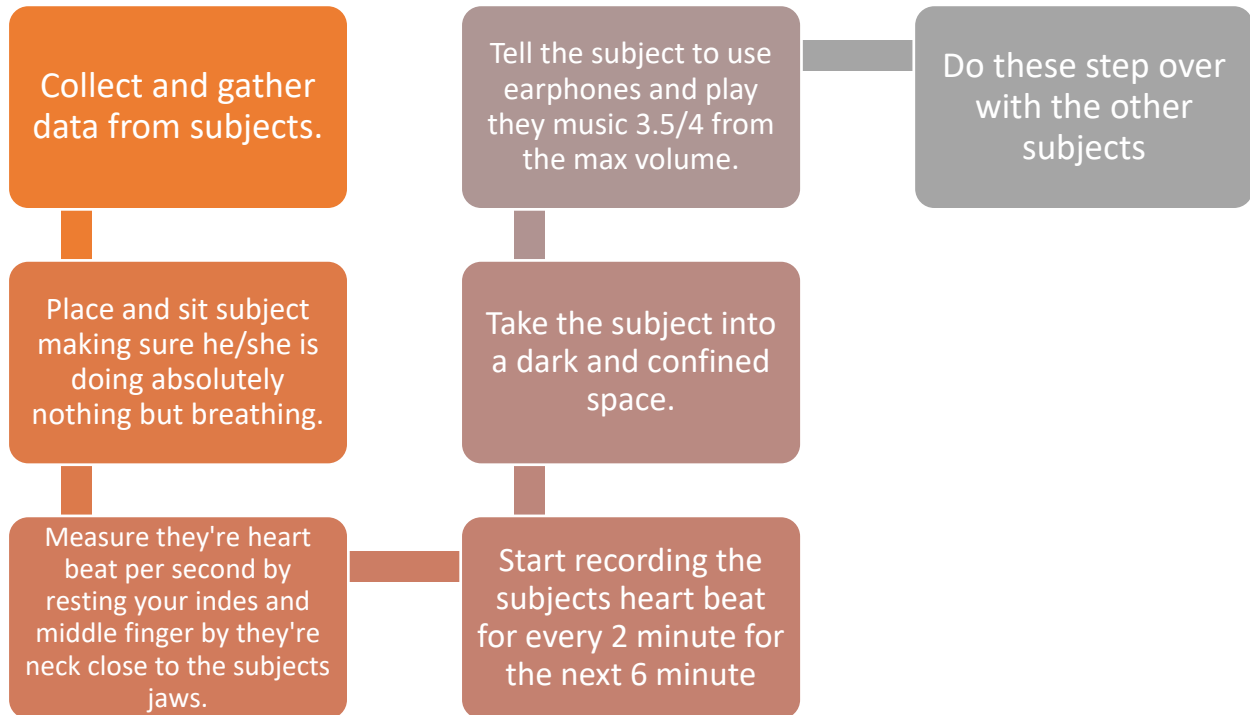 Collect and gather
data from subjects.
Place and sit subject
making sure he/she is
doing absolutely
nothing but breathing.
Measure they're heart
beat per second by
resting your indes and
middle finger by they're
neck close to the subjects
jaws.
Start recording the
subjects heart beat
for every 2 minute for
the next 6 minute
Take the subject into
a dark and confined
space.
Tell the subject to use
earphones and play
they music 3.5/4 from
the max volume.
Do these step over
with the other
subjects